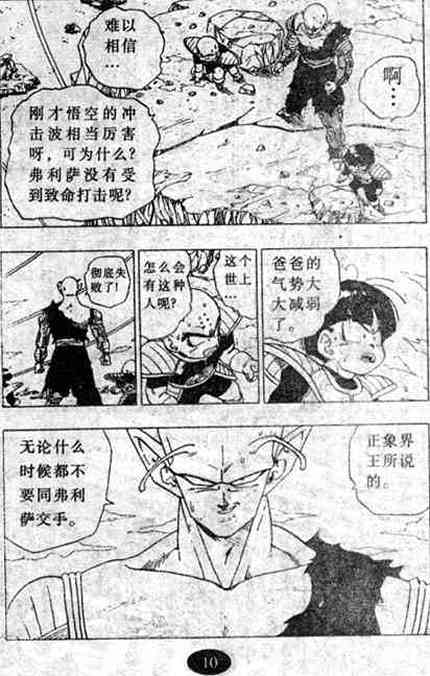 啊
…
难以
相信
…
刚才悟空的冲
击波相当厉害
呀，可为什么？
弗利萨没有受
到致命打击呢？
爸爸的
气势大
大减弱
了。
这个
世上
…
怎么会
有这种
人呢？
彻底失
败了！
正象界
王所说
的。
无论什么
时候都不
要同弗利
萨交手。
10